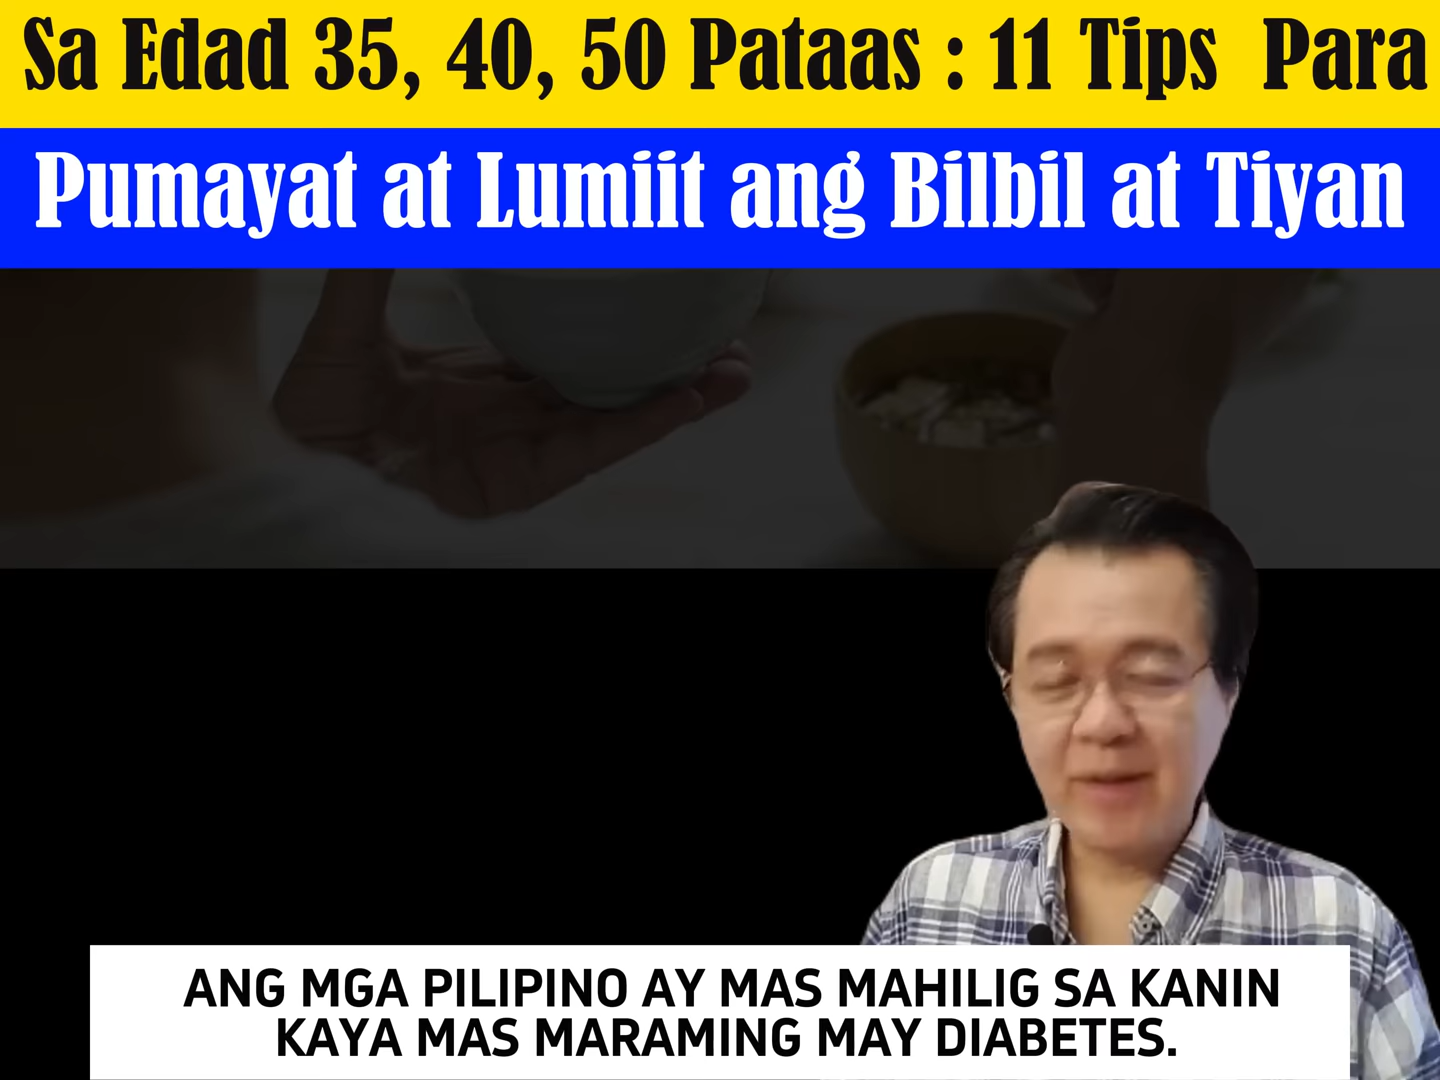 Sa Edad 35, 40, 50 Pataas : 11 Tips Para
Pumayat at Lumiit ang Bilbil at Tiyan
ANG MGA PILIPINO AY MAS MAHILIG SA KANIN
KAYA MAS MARAMING MAY DIABETES.